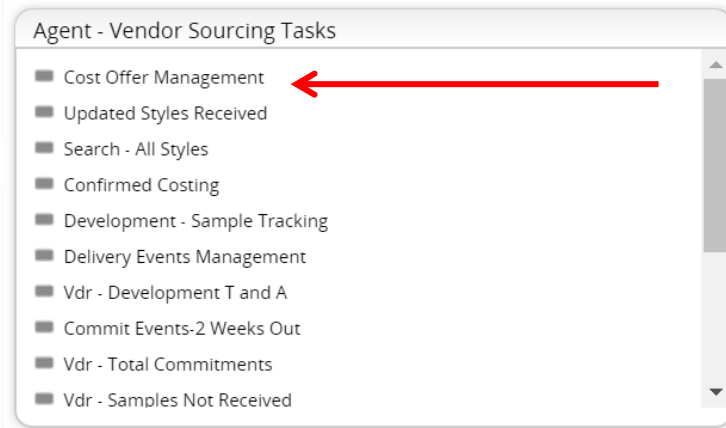 Agent - Vendor Sourcing Tasks
Cost Offer Management
Updated Styles Received
Search - All Styles
Confirmed Costing
Development - Sample Tracking
Delivery Events Management
Vdr - Development T and A
Commit Events-2 Weeks Out
Vdr - Total Commitments
Vdr - Samples Not Received